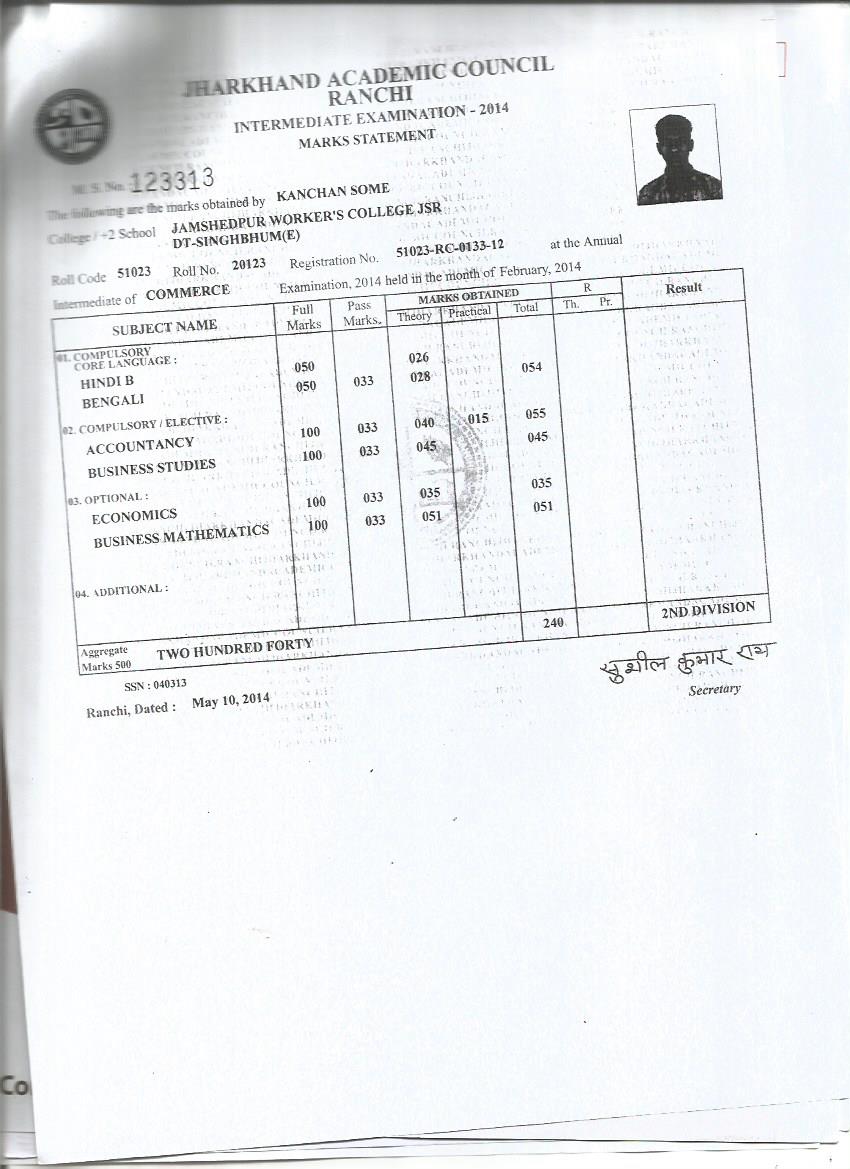 JHARKHAND ACADEMIC COUNCIL
RANCHI
INTERMEDIATE EXAMINATION - 2014
MARKS STATEMENT
M. S. No. 123313
The following are the marks obtained by KANCHAN SOME
College / +2 School JAMSHEDPUR WORKER'S COLLEGE JSR
DT-SINGHBHUM(E)
Roll Code 51023 Roll No. 20123 Registration No. 51023-RC-0133-12 at the Annual
Intermediate of COMMERCE Examination, 2014 held in the month of February, 2014
SUBJECT NAME Full Marks Pass Marks, MARKS OBTAINED R Result
Theory Practical Total Th. Pr.
01. COMPULSORY
CORE LANGUAGE :
HINDI B 050 026
BENGALI 050 033 028 054
02. COMPULSORY / ELECTIVE :
ACCOUNTANCY 100 033 040 015 055
BUSINESS STUDIES 100 033 045 045
03. OPTIONAL :
ECONOMICS 100 033 035 035
BUSINESS MATHEMATICS 100 033 051 051
04. ADDITIONAL :
240 2ND DIVISION
Aggregate
Marks 500 TWO HUNDRED FORTY
SSN : 040313
Ranchi, Dated : May 10, 2014
सुशील कुमार राय
Secretary
Co